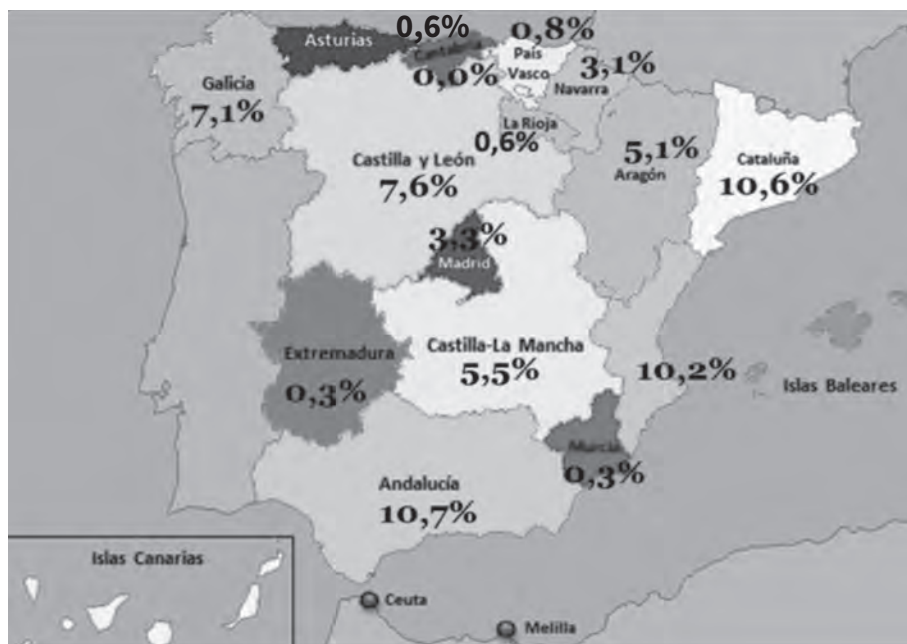 0,6%
Asturias
Cantabria
0,0%
0,8%
País
Vasco
3,1%
Navarra
Galicia
7,1%
La Rioja
0,6%
Castilla y León
7,6%
5,1%
Aragón
Cataluña
10,6%
3,3%
Madrid
Castilla-La Mancha
5,5%
Extremadura
0,3%
10,2%
Islas Baleares
Murcia
0,3%
Andalucía
10,7%
Islas Canarias
Ceuta
Melilla